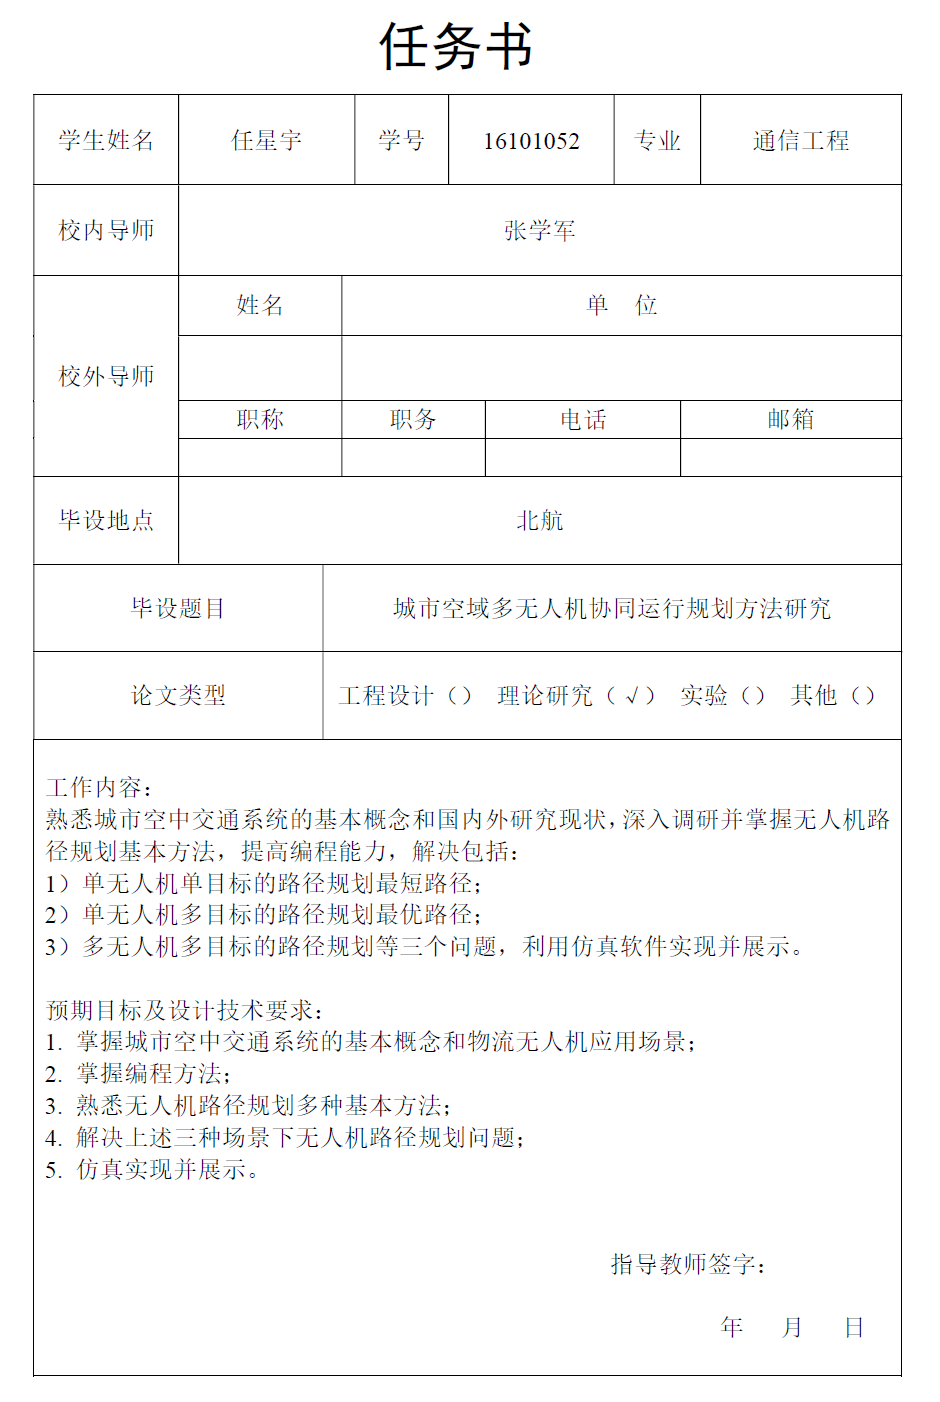 任务书
学生姓名 任星宇 学号 16101052 专业 通信工程
校内导师 张学军
校外导师
姓名 单 位
职称 职务 电话 邮箱
毕设地点 北航
毕设题目 城市空域多无人机协同运行规划方法研究
论文类型 工程设计（） 理论研究（√） 实验（） 其他（）
工作内容：
熟悉城市空中交通系统的基本概念和国内外研究现状，深入调研并掌握无人机路
径规划基本方法，提高编程能力，解决包括：
1）单无人机单目标的路径规划最短路径；
2）单无人机多目标的路径规划最优路径；
3）多无人机多目标的路径规划等三个问题，利用仿真软件实现并展示。
预期目标及设计技术要求：
1. 掌握城市空中交通系统的基本概念和物流无人机应用场景；
2. 掌握编程方法；
3. 熟悉无人机路径规划多种基本方法；
4. 解决上述三种场景下无人机路径规划问题；
5. 仿真实现并展示。
指导教师签字：
年 月 日